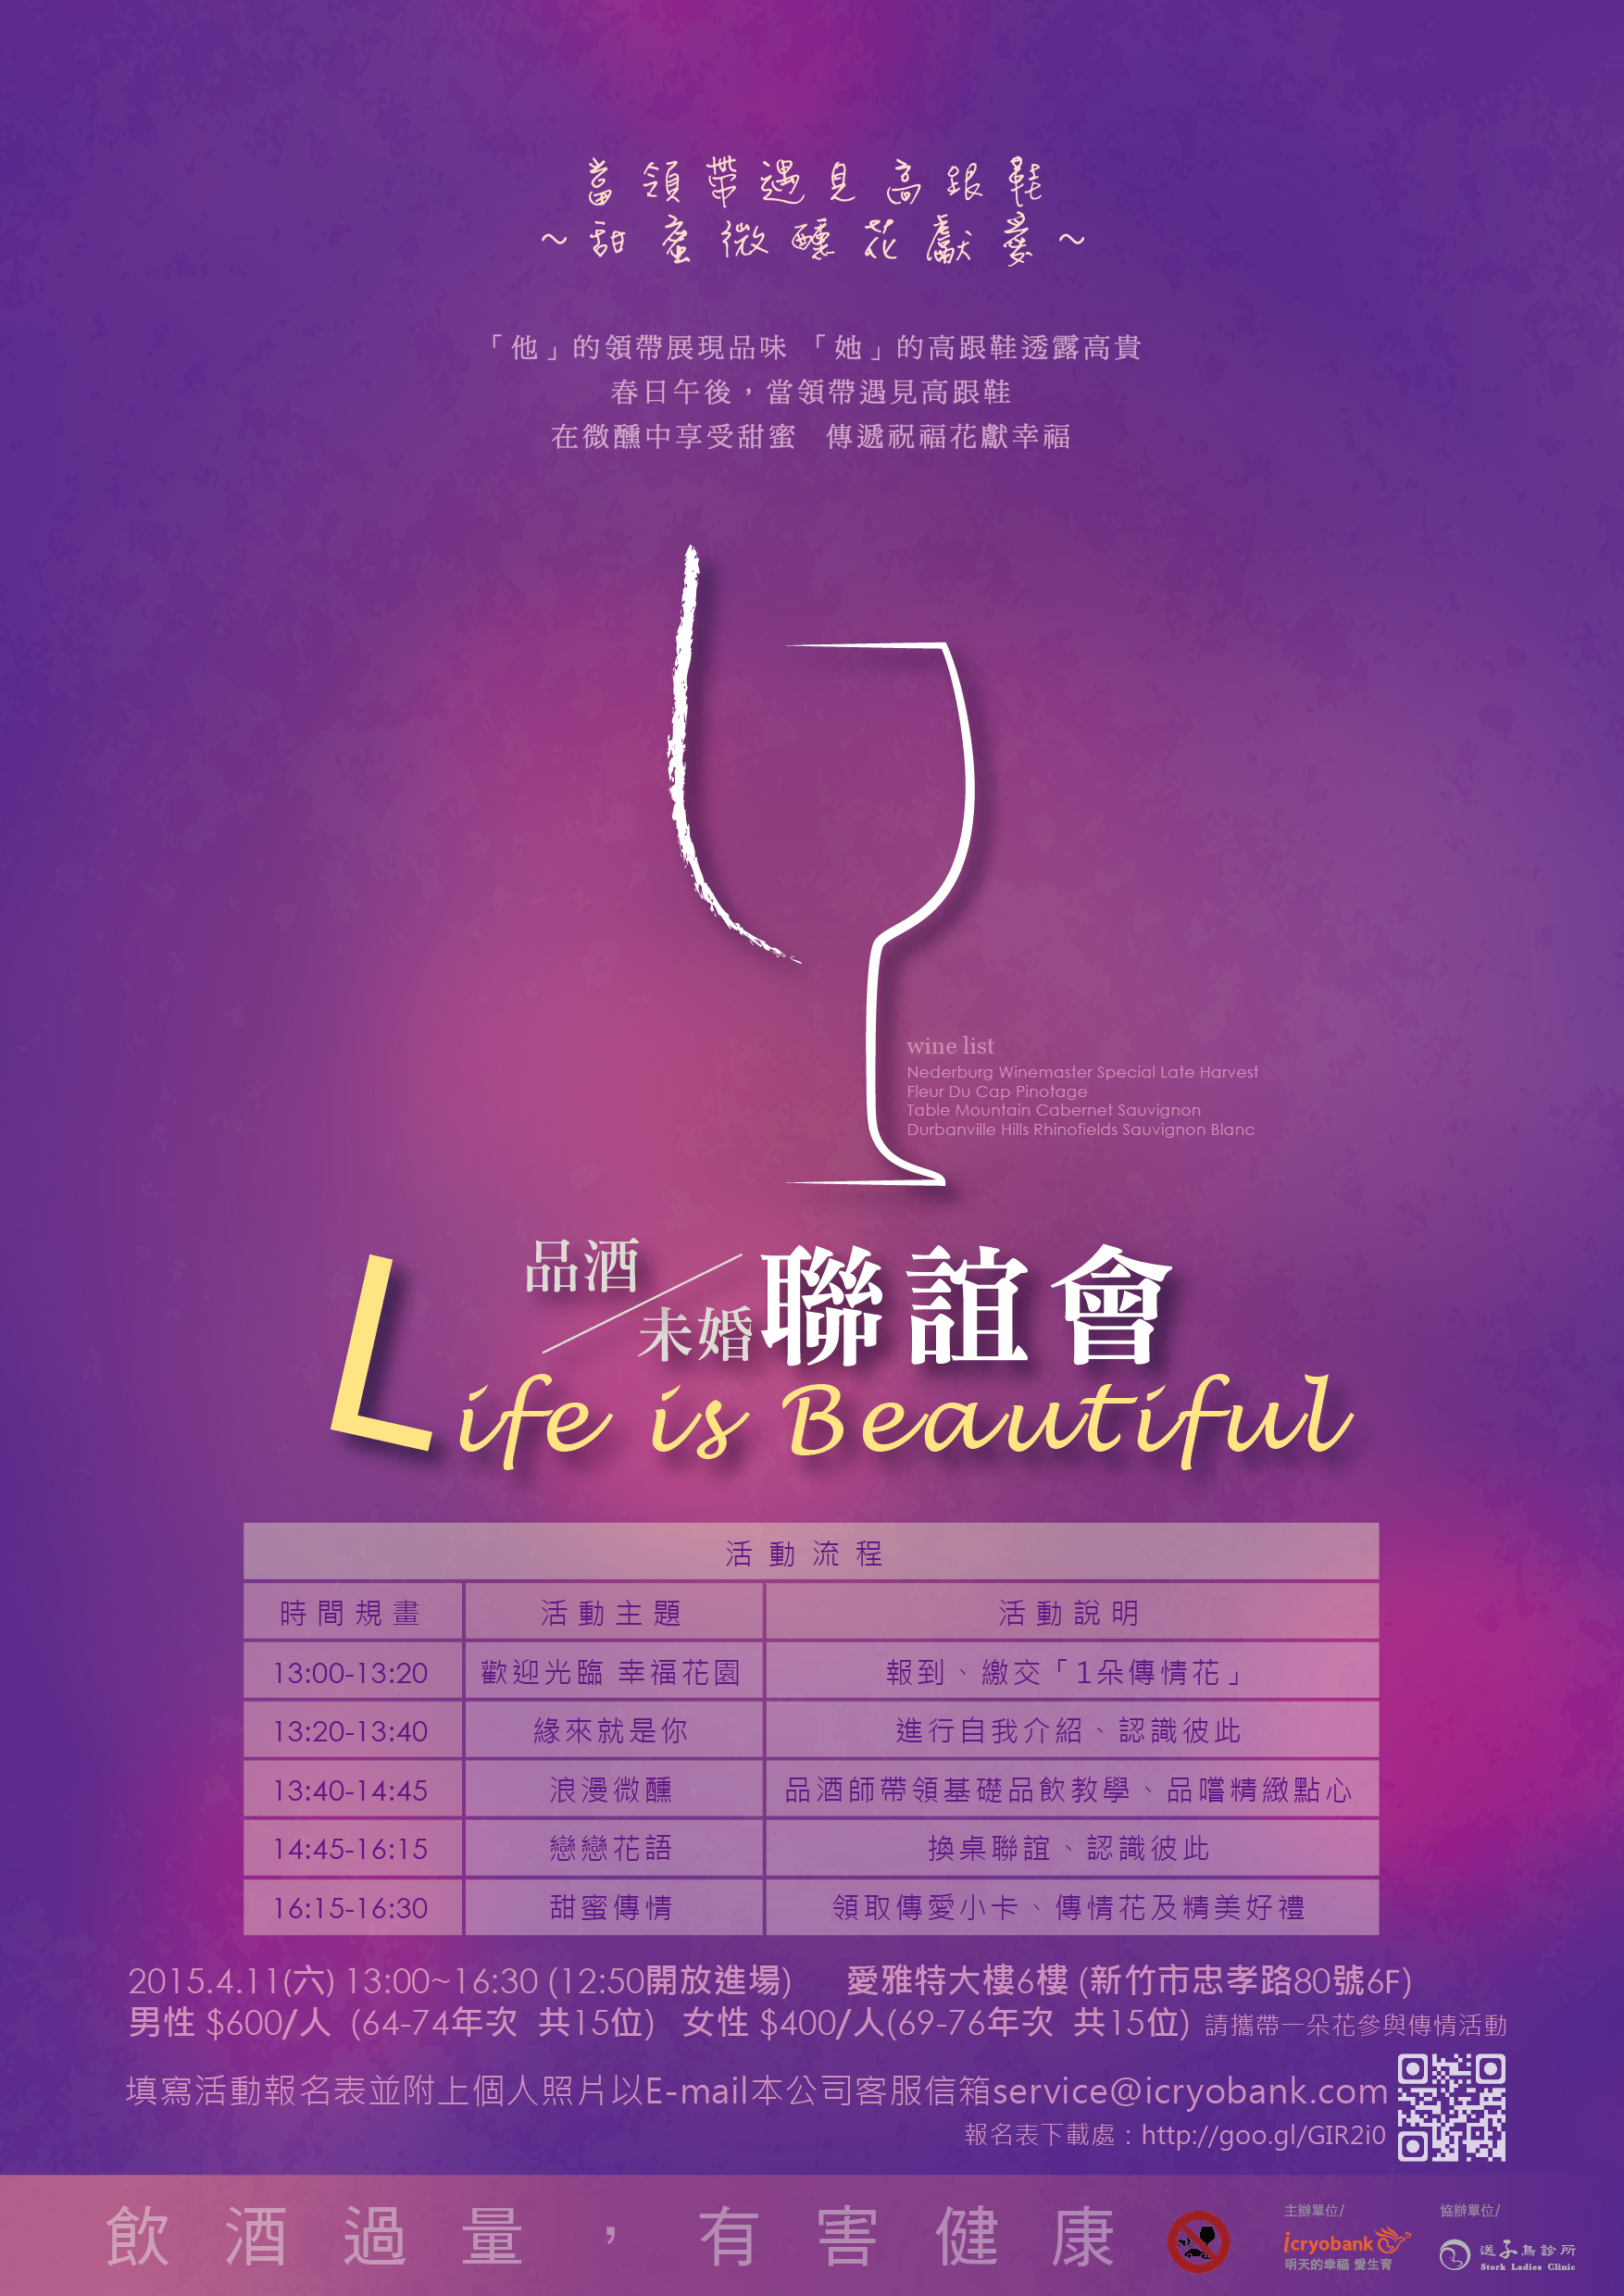 當領帶遇見高跟鞋
~甜蜜微醺花獻愛~
「他」的領帶展現品味 「她」的高跟鞋透露高貴
春日午後，當領帶遇見高跟鞋
在微醺中享受甜蜜 傳遞祝福花獻幸福
wine list
Nederburg Winemaster Special Late Harvest
Fleur Du Cap Pinotage
Table Mountain Cabernet Sauvignon
Durbanville Hills Rhinofields Sauvignon Blanc
品酒/未婚聯誼會
Life is Beautiful
活動流程
時間規畫 活動主題 活動說明
13:00-13:20 歡迎光臨 幸福花園 報到、繳交「1朵傳情花」
13:20-13:40 緣來就是你 進行自我介紹、認識彼此
13:40-14:45 浪漫微醺 品酒師帶領基礎品飲教學、品嚐精緻點心
14:45-16:15 戀戀花語 換桌聯誼、認識彼此
16:15-16:30 甜蜜傳情 領取傳愛小卡、傳情花及精美好禮
2015.4.11(六) 13:00~16:30 (12:50開放進場) 愛雅特大樓6樓 (新竹市忠孝路80號6F)
男性 $600/人 (64-74年次 共15位) 女性 $400/人(69-76年次 共15位) 請攜帶一朵花參與傳情活動
填寫活動報名表並附上個人照片以E-mail本公司客服信箱service@icryobank.com
報名表下載處：http://goo.gl/GIR2i0
飲酒過量，有害健康
主辦單位/
icryobank
明天的幸福 愛生育
協辦單位/
送子鳥診所
Stork Ladies Clinic